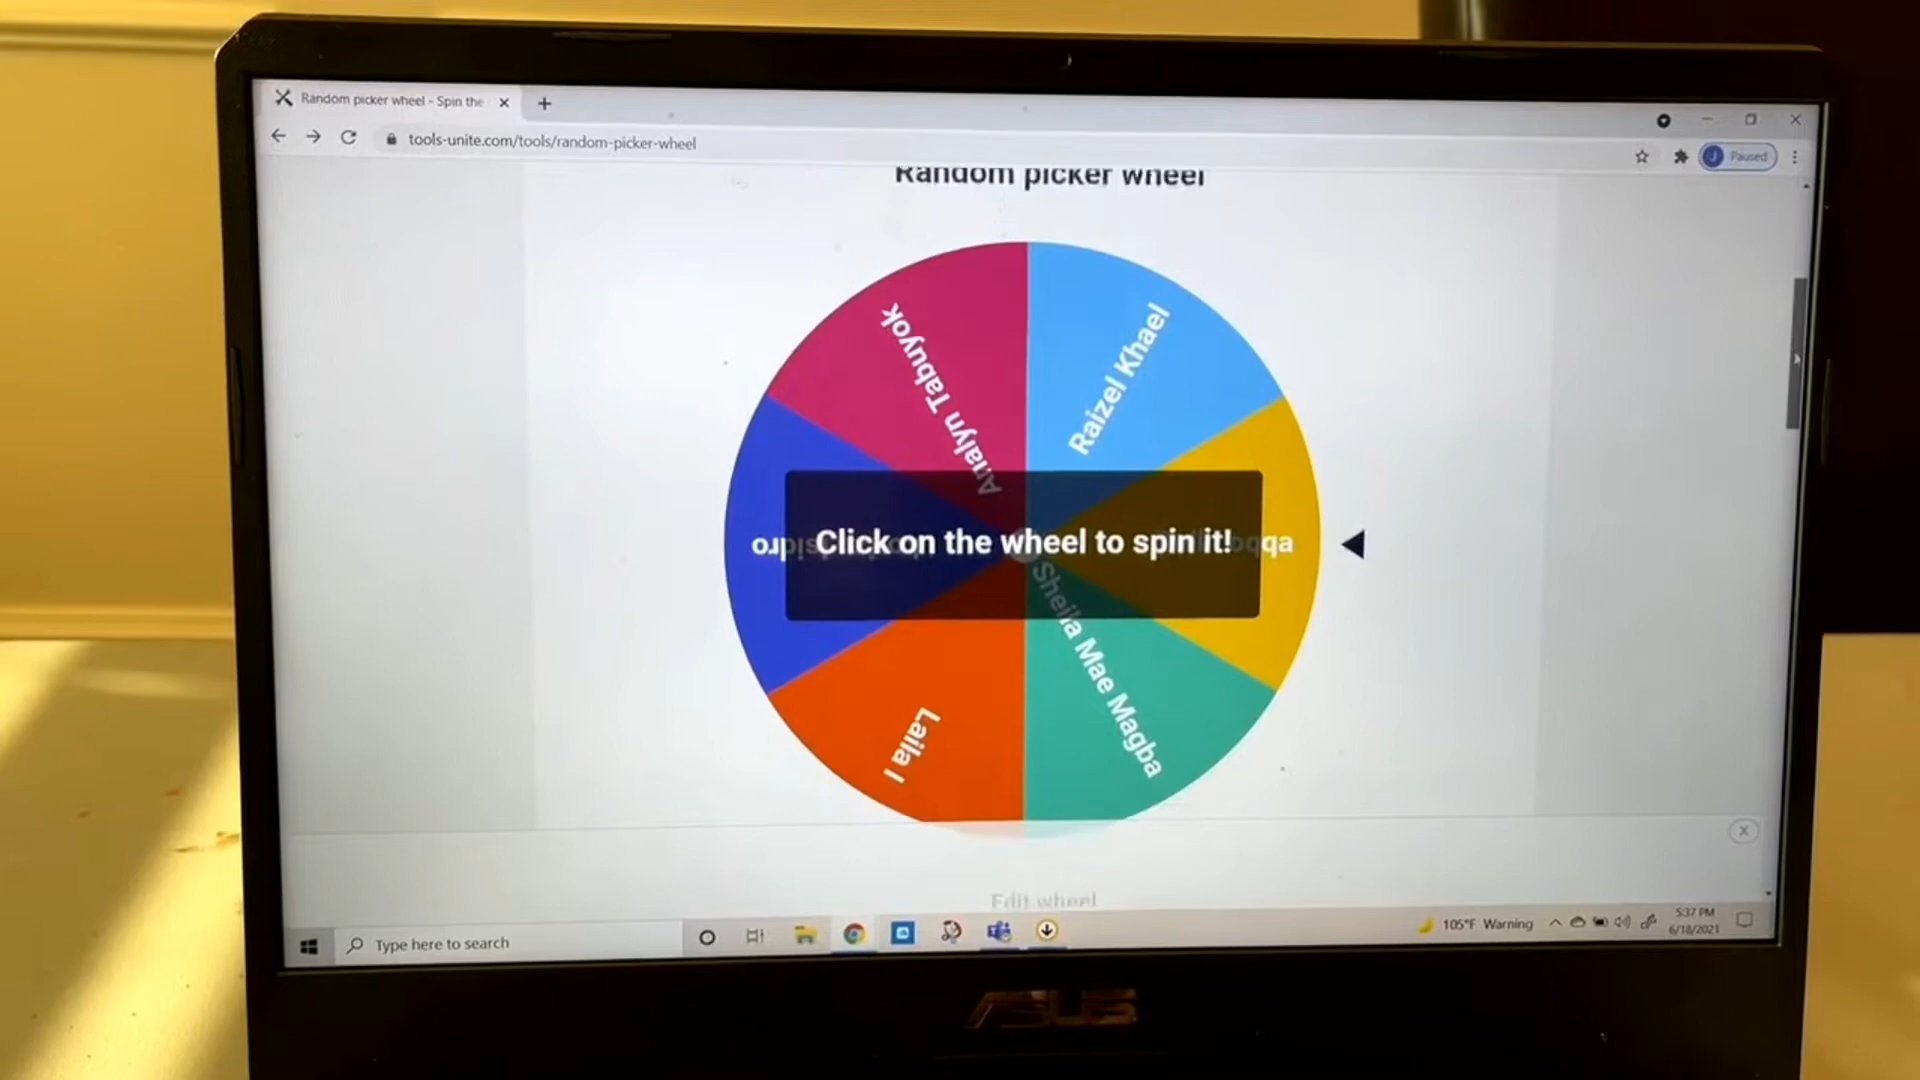 Random picker wheel - Spin the
tools-unite.com/tools/random-picker-wheel
Paused
Random picker wheel
Analyn Tabuyok
Raizel Khael
Click on the wheel to spin it!
Sheila Mae Magba
Laila I
Edit wheel
Type here to search
105°F Warning
5:37 PM
6/18/2021
ASUS